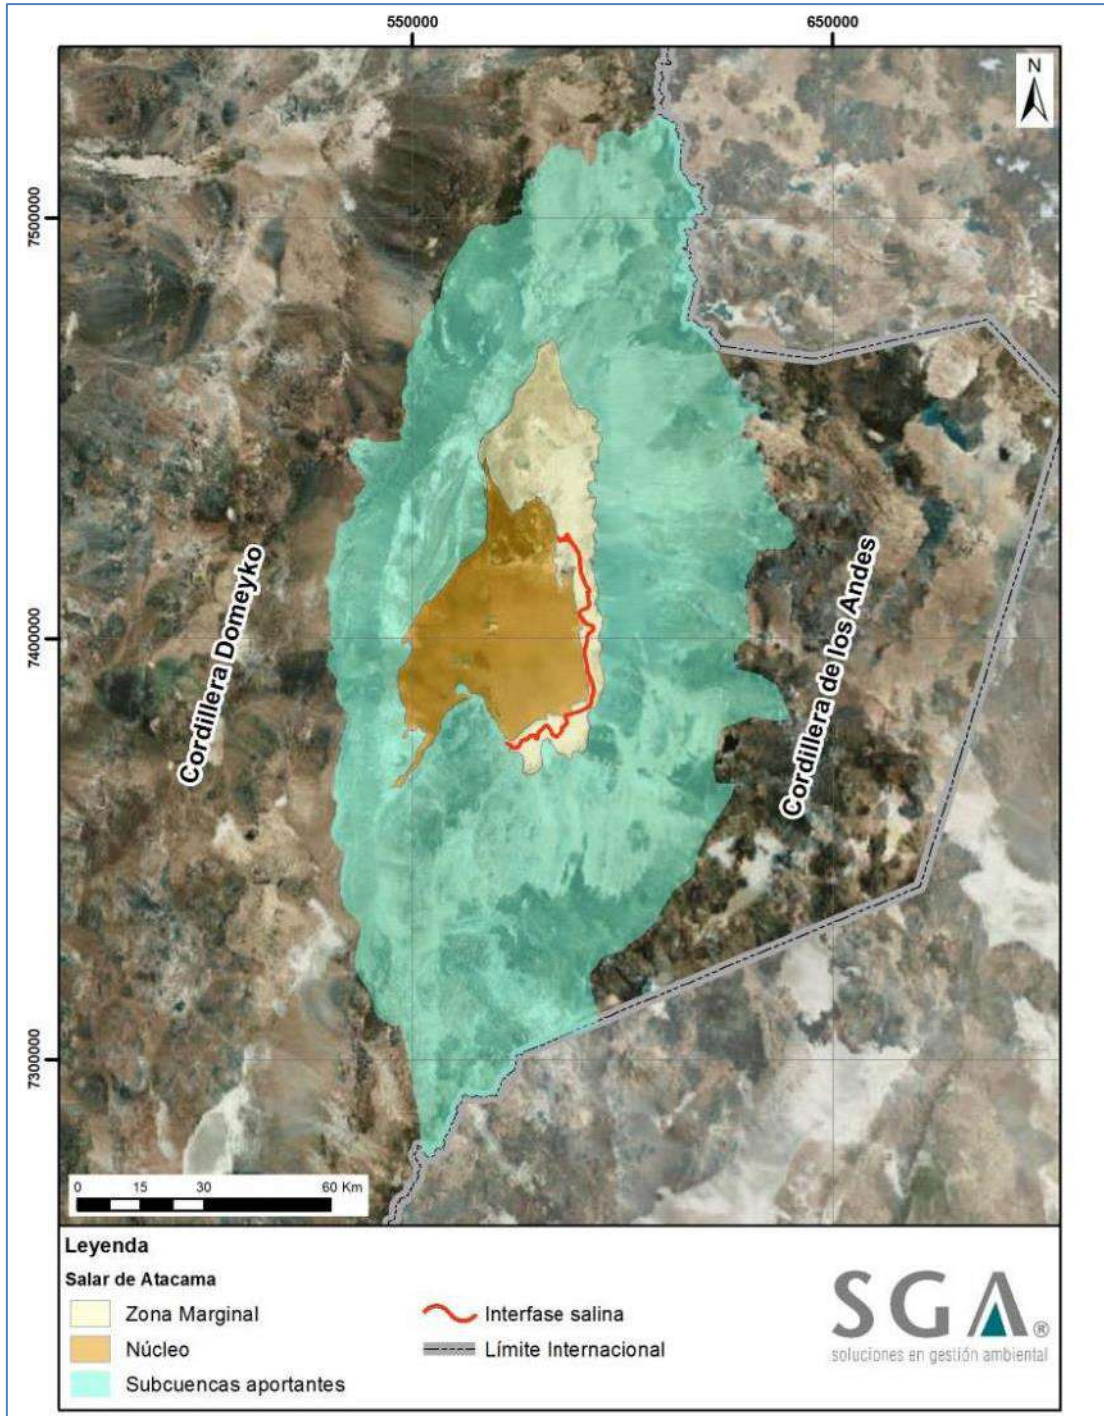 550000
650000
N
7500000
7400000
7300000
Cordillera Domeyko
Cordillera de los Andes
0 15 30 60 Km
Leyenda
Salar de Atacama
Zona Marginal
Núcleo
Subcuencas aportantes
Interfase salina
Límite Internacional
SGA®
soluciones en gestión ambiental